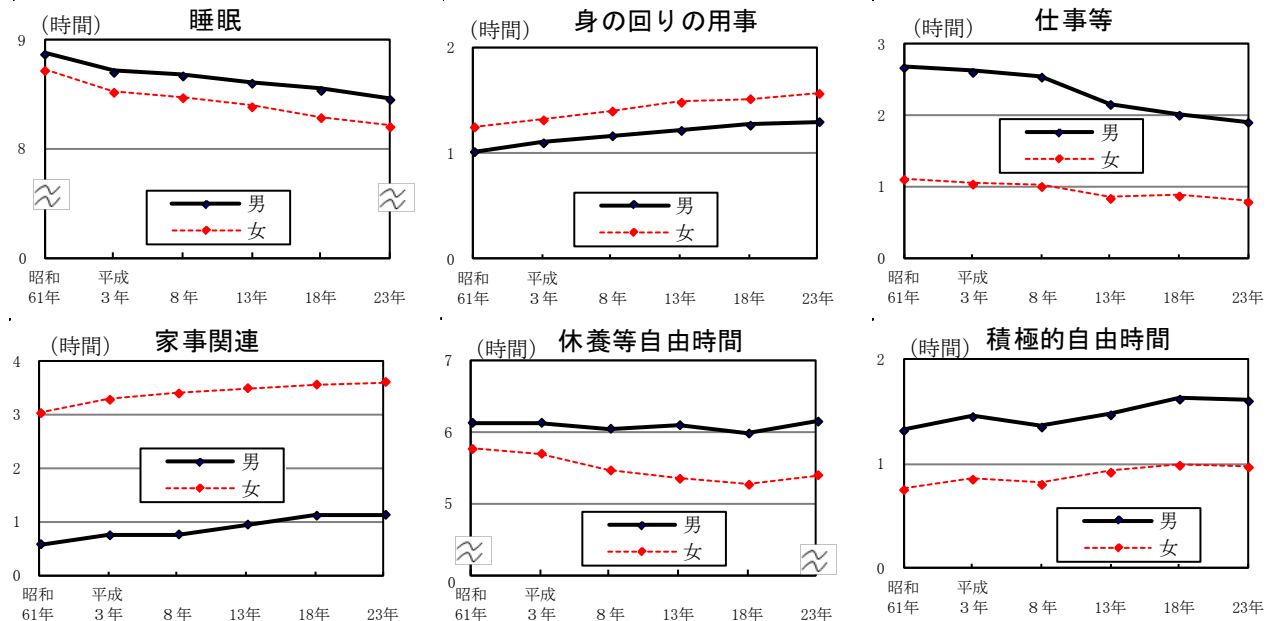 睡眠
（時間）
9
8
0
男
女
昭和
61年
平成
3年
8年
13年
18年
23年
身の回りの用事
（時間）
2
1
0
男
女
昭和
61年
平成
3年
8年
13年
18年
23年
仕事等
（時間）
3
2
1
0
男
女
昭和
61年
平成
3年
8年
13年
18年
23年
家事関連
（時間）
4
3
2
1
0
男
女
昭和
61年
平成
3年
8年
13年
18年
23年
休養等自由時間
（時間）
7
6
5
0
男
女
昭和
61年
平成
3年
8年
13年
18年
23年
積極的自由時間
（時間）
2
1
0
男
女
昭和
61年
平成
3年
8年
13年
18年
23年